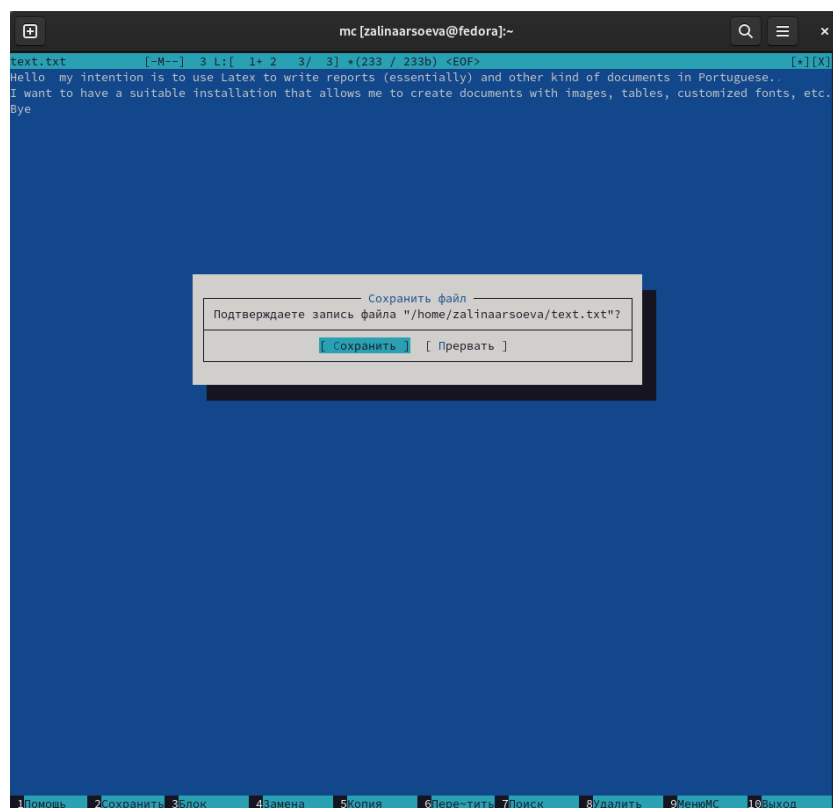 mc [zalinaarsoeva@fedora]:~
text.txt [-M--] 3 L:[ 1+ 2 3/ 3] *(233 / 233b) <EOF> [*][X]
Hello my intention is to use Latex to write reports (essentially) and other kind of documents in Portuguese..
I want to have a suitable installation that allows me to create documents with images, tables, customized fonts, etc.
Bye
Сохранить файл
Подтверждаете запись файла "/home/zalinaarsoeva/text.txt"?
[ Сохранить ] [ Прервать ]
1Помощь 2Сохранить 3Блок 4Замена 5Копия 6Пере~тить 7Поиск 8Удалить 9МенюMC 10Выход